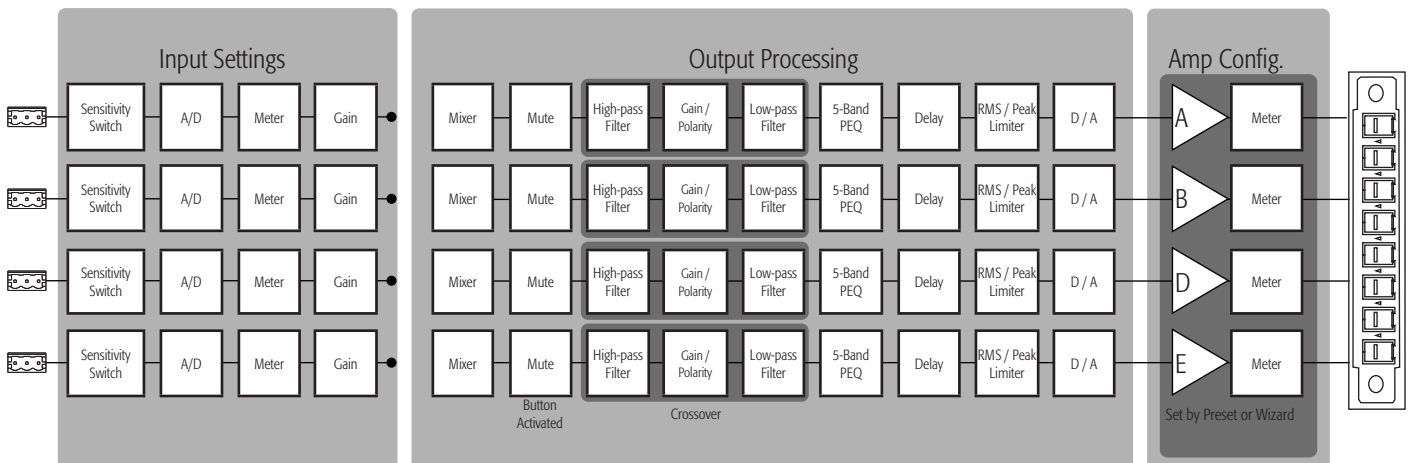 Input Settings
Output Processing
Amp Config.
Sensitivity
Switch
A/D
Meter
Gain
Mixer
Mute
High-pass
Filter
Gain /
Polarity
Low-pass
Filter
5-Band
PEQ
Delay
RMS / Peak
Limiter
D / A
A
Meter
Sensitivity
Switch
A/D
Meter
Gain
Mixer
Mute
High-pass
Filter
Gain /
Polarity
Low-pass
Filter
5-Band
PEQ
Delay
RMS / Peak
Limiter
D / A
B
Meter
Sensitivity
Switch
A/D
Meter
Gain
Mixer
Mute
High-pass
Filter
Gain /
Polarity
Low-pass
Filter
5-Band
PEQ
Delay
RMS / Peak
Limiter
D / A
D
Meter
Sensitivity
Switch
A/D
Meter
Gain
Mixer
Mute
High-pass
Filter
Gain /
Polarity
Low-pass
Filter
5-Band
PEQ
Delay
RMS / Peak
Limiter
D / A
E
Meter
Button
Activated
Crossover
Set by Preset or Wizard